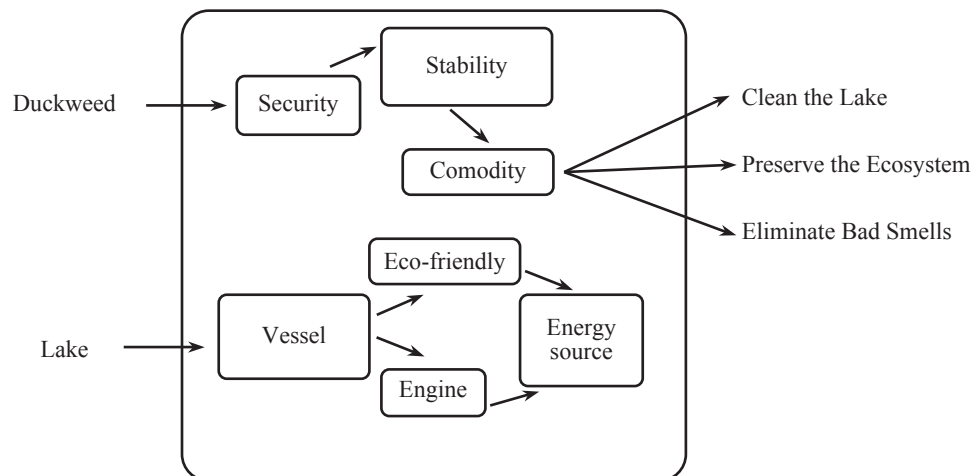 Stability
Duckweed
Security
Clean the Lake
Comodity
Preserve the Ecosystem
Eliminate Bad Smells
Eco-friendly
Lake
Vessel
Energy
source
Engine